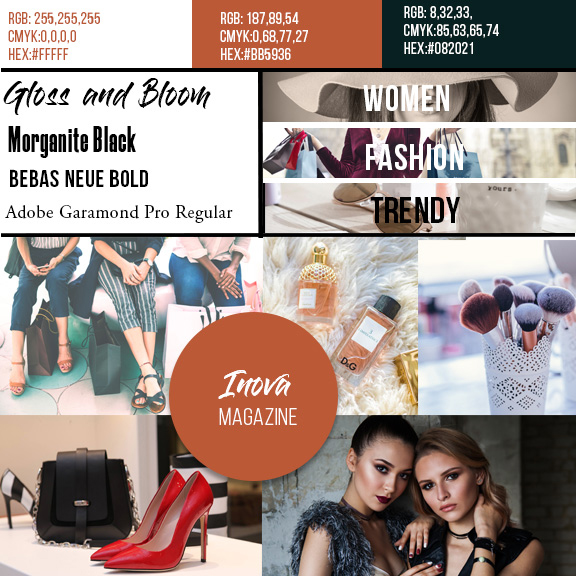 RGB: 255,255,255
CMYK:0,0,0,0
HEX:#FFFFF
RGB: 187,89,54
CMYK:0,68,77,27
HEX:#BB5936
RGB: 8,32,33,
CMYK:85,63,65,74
HEX:#082021
Gloss and Bloom
Morganite Black
BEBAS NEUE BOLD
Adobe Garamond Pro Regular
WOMEN
FASHION
TRENDY
yours.
D&G
Inova
MAGAZINE